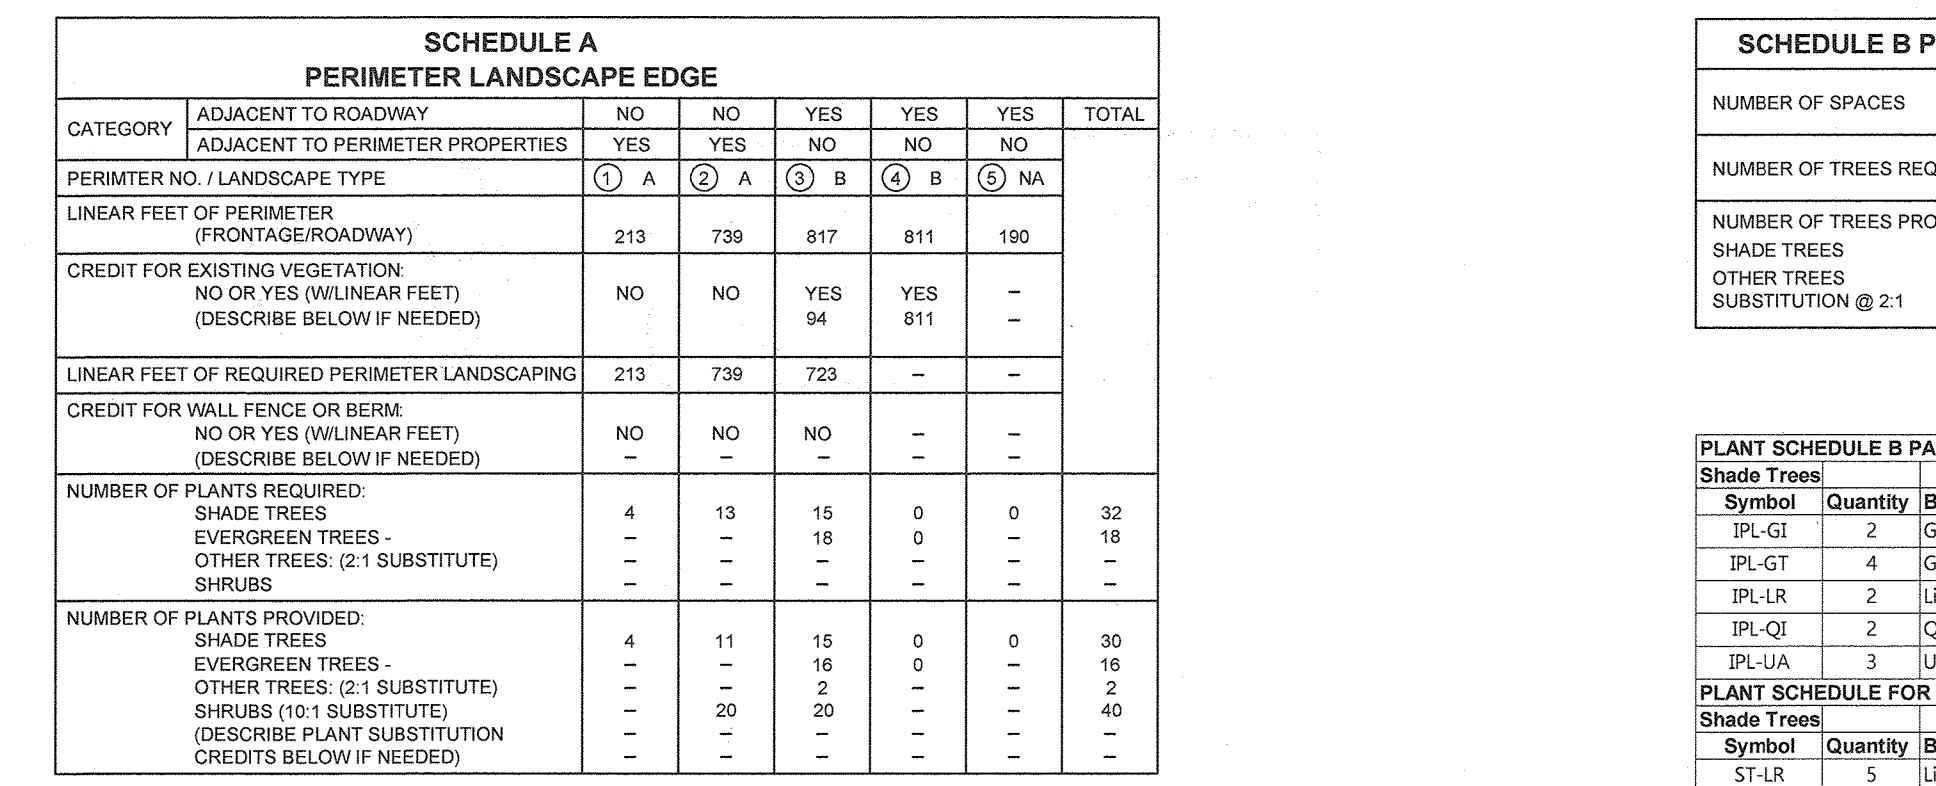 SCHEDULE A
PERIMETER LANDSCAPE EDGE
CATEGORY ADJACENT TO ROADWAY NO NO YES YES YES TOTAL
ADJACENT TO PERIMETER PROPERTIES YES YES NO NO NO
PERIMTER NO. / LANDSCAPE TYPE 1 A 2 A 3 B 4 B 5 NA
LINEAR FEET OF PERIMETER
(FRONTAGE/ROADWAY) 213 739 817 811 190
CREDIT FOR EXISTING VEGETATION:
NO OR YES (W/LINEAR FEET) NO NO YES YES –
(DESCRIBE BELOW IF NEEDED) 94 811 –
LINEAR FEET OF REQUIRED PERIMETER LANDSCAPING 213 739 723 – –
CREDIT FOR WALL FENCE OR BERM:
NO OR YES (W/LINEAR FEET) NO NO NO – –
(DESCRIBE BELOW IF NEEDED) – – – – –
NUMBER OF PLANTS REQUIRED:
SHADE TREES 4 13 15 0 0 32
EVERGREEN TREES - – – 18 0 – 18
OTHER TREES: (2:1 SUBSTITUTE) – – – – – –
SHRUBS – – – – – –
NUMBER OF PLANTS PROVIDED:
SHADE TREES 4 11 15 0 0 30
EVERGREEN TREES - – – 16 0 – 16
OTHER TREES: (2:1 SUBSTITUTE) – – 2 – – 2
SHRUBS (10:1 SUBSTITUTE) – 20 20 – – 40
(DESCRIBE PLANT SUBSTITUTION – – – – – –
CREDITS BELOW IF NEEDED) – – – – – –
SCHEDULE B P
NUMBER OF SPACES
NUMBER OF TREES REQ
NUMBER OF TREES PRO
SHADE TREES
OTHER TREES
SUBSTITUTION @ 2:1
PLANT SCHEDULE B PA
Shade Trees
Symbol Quantity B
IPL-GI 2 G
IPL-GT 4 G
IPL-LR 2 Li
IPL-QI 2 Q
IPL-UA 3 U
PLANT SCHEDULE FOR
Shade Trees
Symbol Quantity B
ST-LR 5 Li